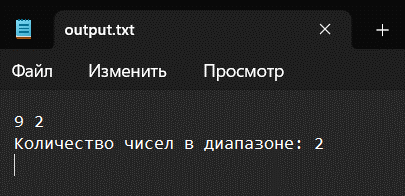 output.txt
Файл Изменить Просмотр
9 2
Количество чисел в диапазоне: 2